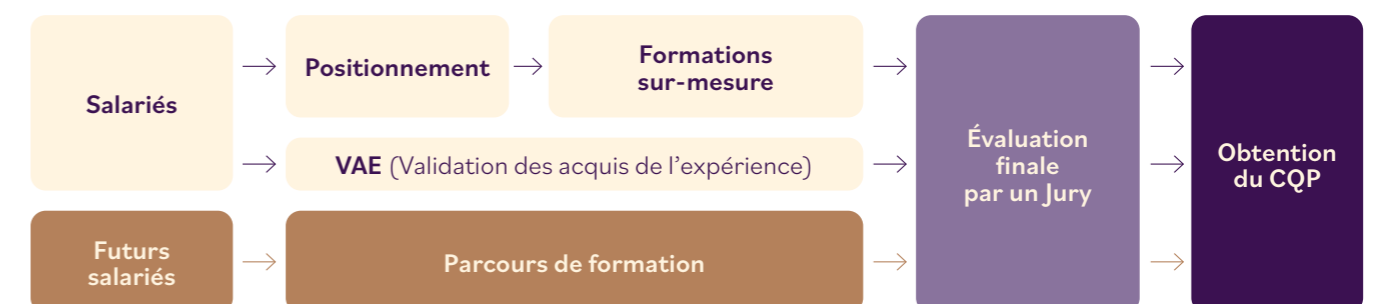 Salariés
Positionnement
Formations
sur-mesure
VAE (Validation des acquis de l'expérience)
Futurs
salariés
Parcours de formation
Évaluation
finale
par un Jury
Obtention
du CQP